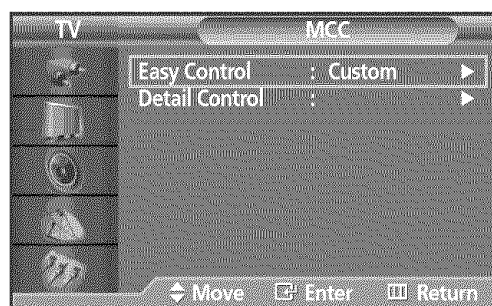 TV MCC
Easy Control : Custom ▶
Detail Control : ▶
Move Enter Return